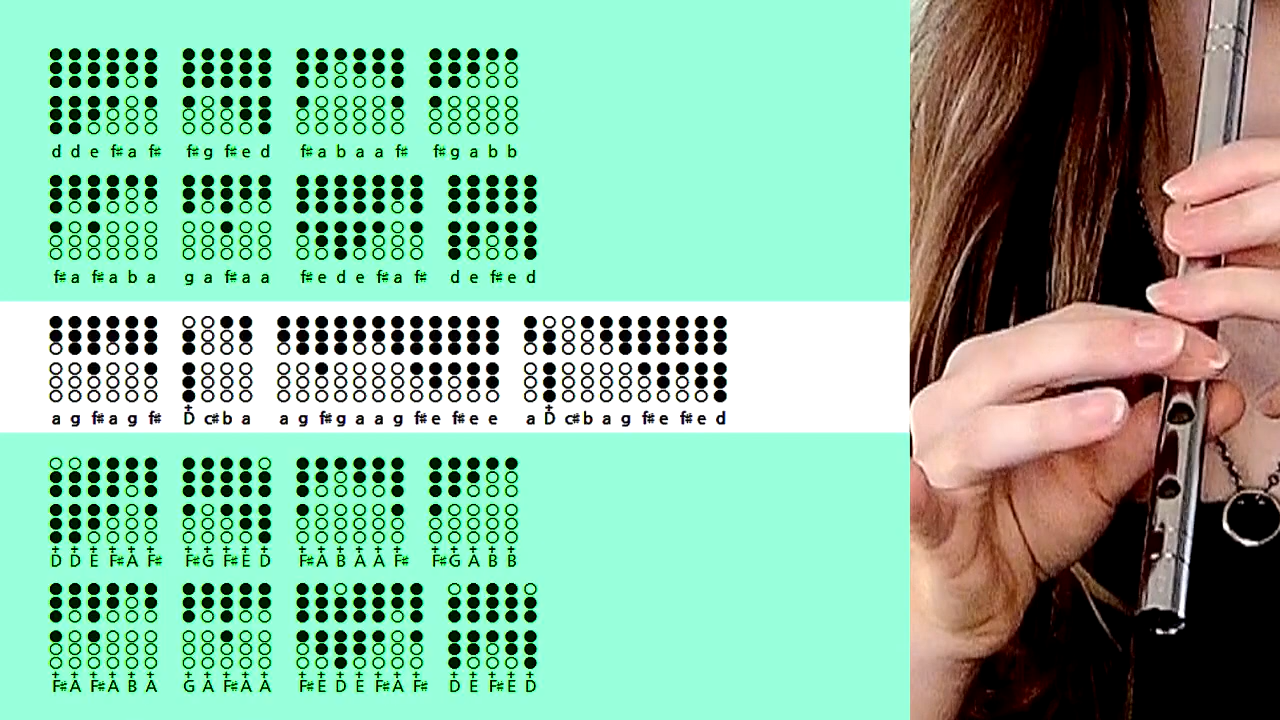 d d e f# a f# f# g f# e d f# a b a a f# f# g a b b
f# a f# a b a g a f# a a f# e d e f# a f# d e f# e d
a g f# a g f# D c# b a a g f# g a a g f# e f# e e a D c# b a g f# e f# e d
D D E F# A F# F# G F# E D F# A B A A F# F# G A B B
F# A F# A B A G A F# A A F# E D E F# A F# D E F# E D